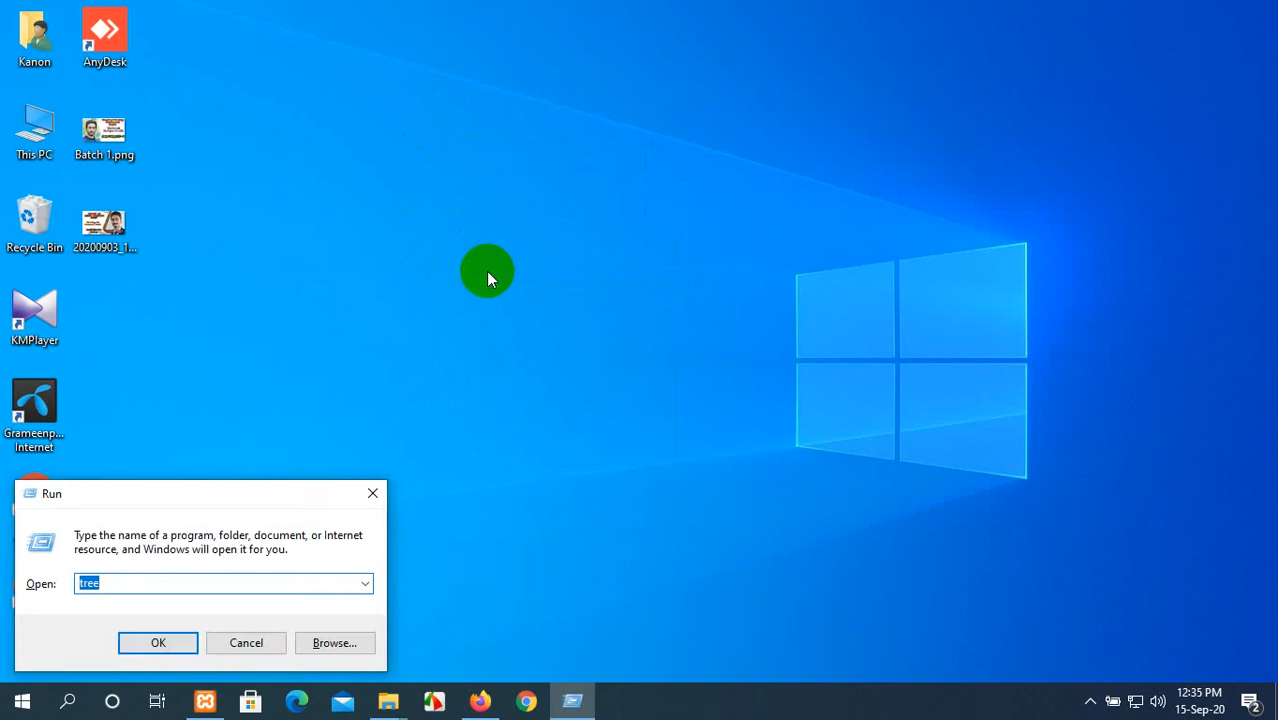 Kanon
AnyDesk
This PC
Batch 1.png
Recycle Bin
20200903_1...
KMPlayer
Grameenp...
Internet
Run
Type the name of a program, folder, document, or Internet
resource, and Windows will open it for you.
Open:
tree
OK
Cancel
Browse...
12:35 PM
15-Sep-20
2